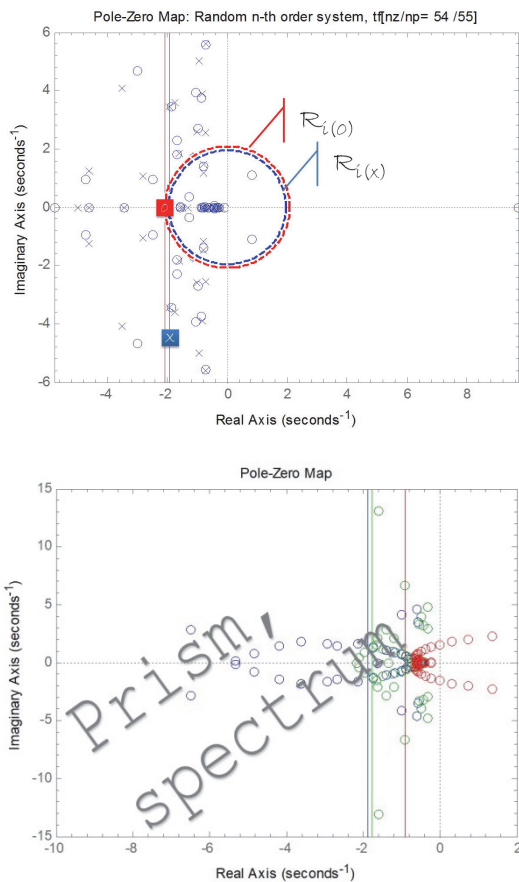 Pole-Zero Map: Random n-th order system, tf[nz/np= 54 /55]
6
4
2
0
-2
-4
-6
Imaginary Axis (seconds⁻¹)
R i(0)
R i(x)
-4 -2 0 2 4 6 8
Real Axis (seconds⁻¹)
Pole-Zero Map
15
10
5
0
-5
-10
-15
Imaginary Axis (seconds⁻¹)
Prism,
spectrum
-10 -8 -6 -4 -2 0 2
Real Axis (seconds⁻¹)